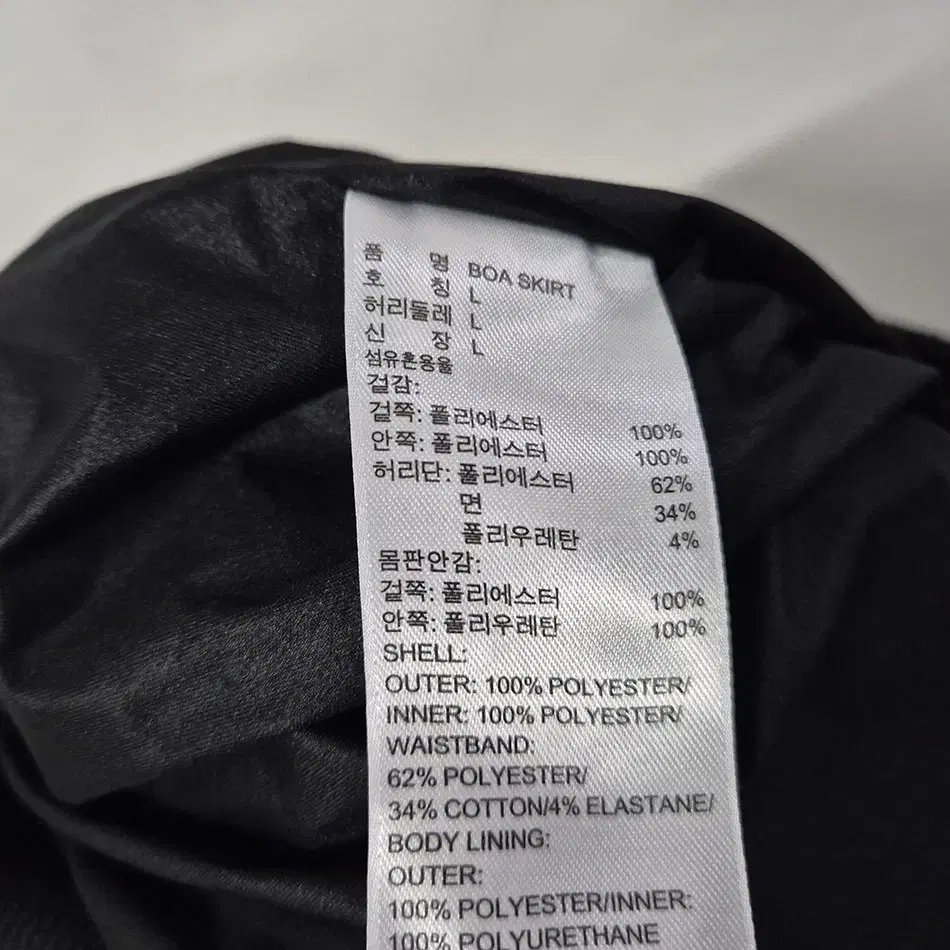 품 명 BOA SKIRT
호 칭 L
허리둘레 L
신 장 L
섬유혼용율
겉감:
겉쪽: 폴리에스터 100%
안쪽: 폴리에스터 100%
허리단: 폴리에스터 62%
면 34%
폴리우레탄 4%
몸판안감:
겉쪽: 폴리에스터 100%
안쪽: 폴리우레탄 100%
SHELL:
OUTER: 100% POLYESTER/
INNER: 100% POLYESTER/
WAISTBAND:
62% POLYESTER/
34% COTTON/4% ELASTANE/
BODY LINING:
OUTER:
100% POLYESTER/INNER:
100% POLYURETHANE